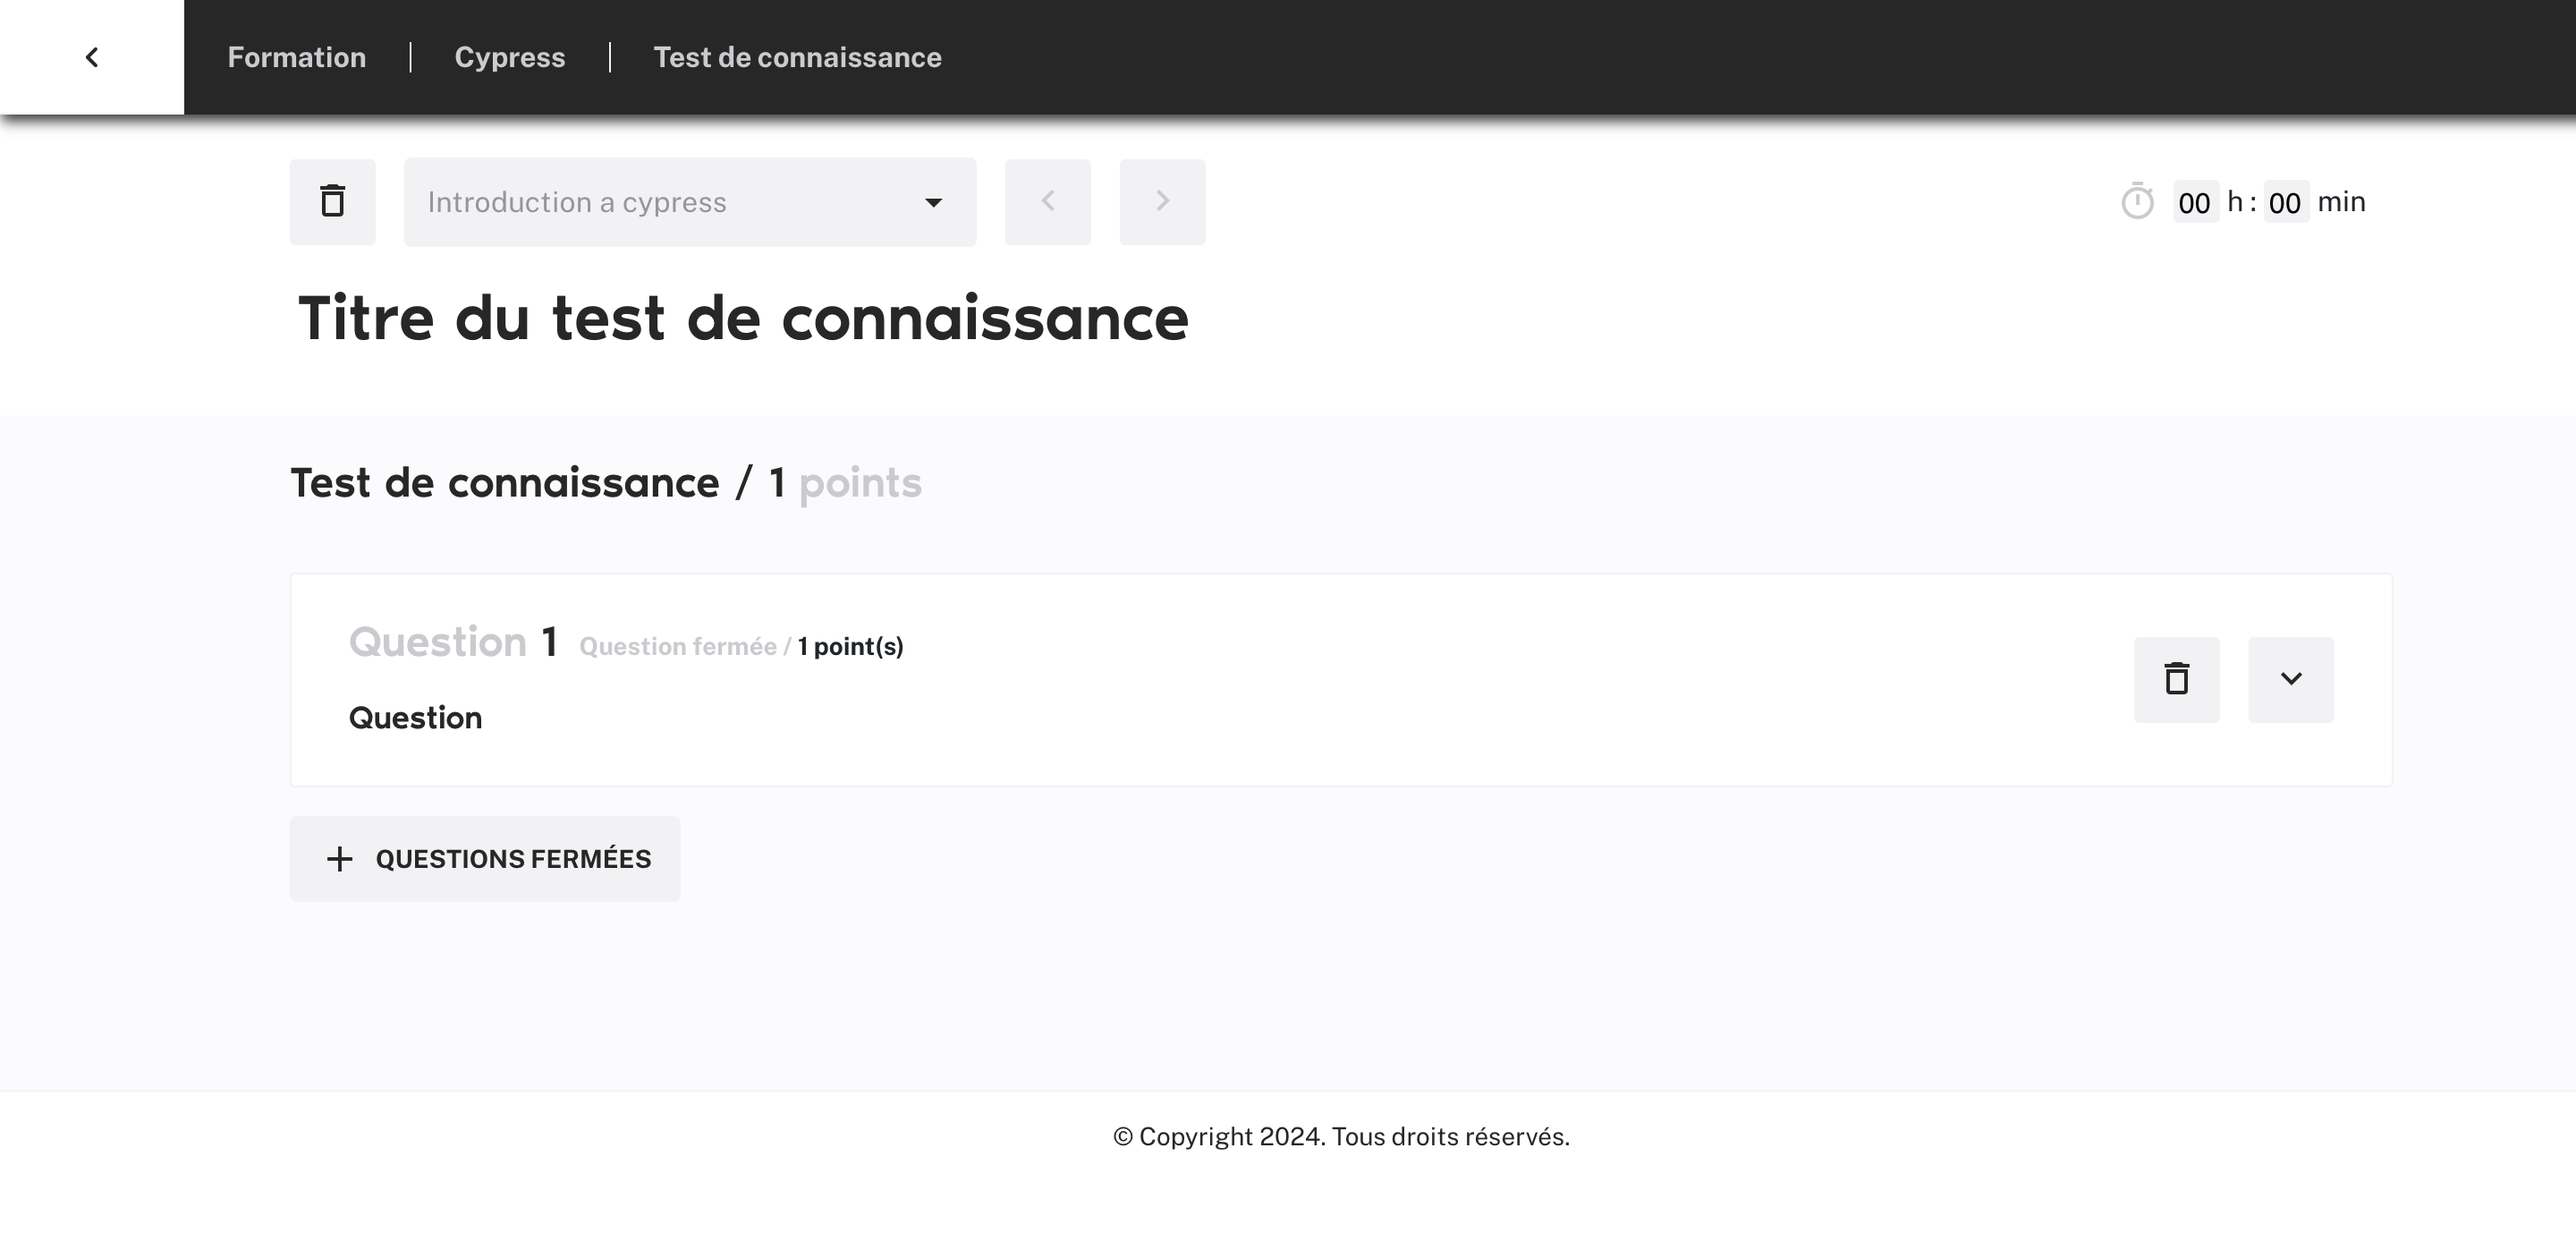 Formation | Cypress | Test de connaissance
Introduction a cypress
00 h : 00 min
Titre du test de connaissance
Test de connaissance / 1 points
Question 1 Question fermée / 1 point(s)
Question
QUESTIONS FERMÉES
© Copyright 2024. Tous droits réservés.